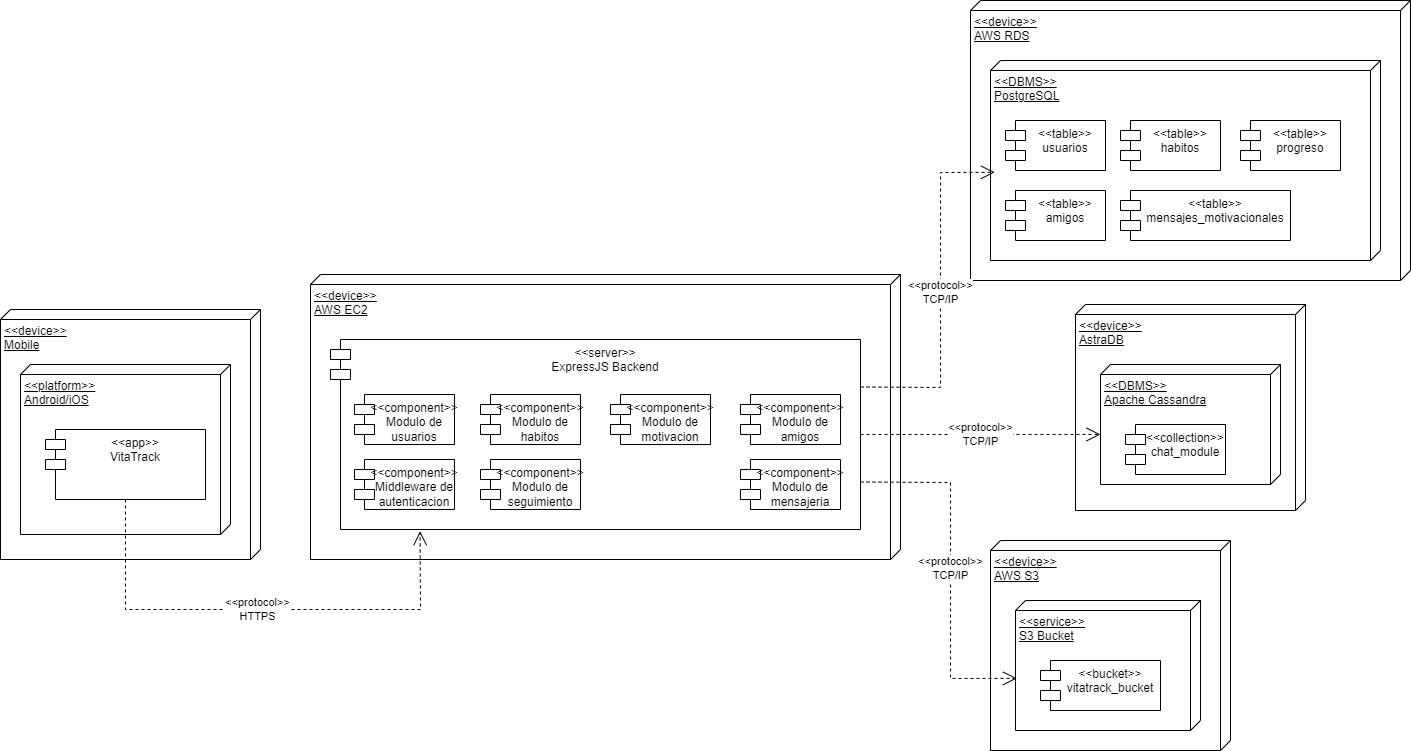 <<device>>
Mobile
<<platform>>
Android/iOS
<<app>>
VitaTrack
<<protocol>>
HTTPS
<<device>>
AWS EC2
<<server>>
ExpressJS Backend
<<component>>
Modulo de
usuarios
<<component>>
Modulo de
habitos
<<component>>
Modulo de
motivacion
<<component>>
Modulo de
amigos
<<component>>
Middleware de
autenticacion
<<component>>
Modulo de
seguimiento
<<component>>
Modulo de
mensajeria
<<protocol>>
TCP/IP
<<device>>
AWS RDS
<<DBMS>>
PostgreSQL
<<table>>
usuarios
<<table>>
habitos
<<table>>
progreso
<<table>>
amigos
<<table>>
mensajes_motivacionales
<<protocol>>
TCP/IP
<<device>>
AstraDB
<<DBMS>>
Apache Cassandra
<<collection>>
chat_module
<<protocol>>
TCP/IP
<<device>>
AWS S3
<<service>>
S3 Bucket
<<bucket>>
vitatrack_bucket